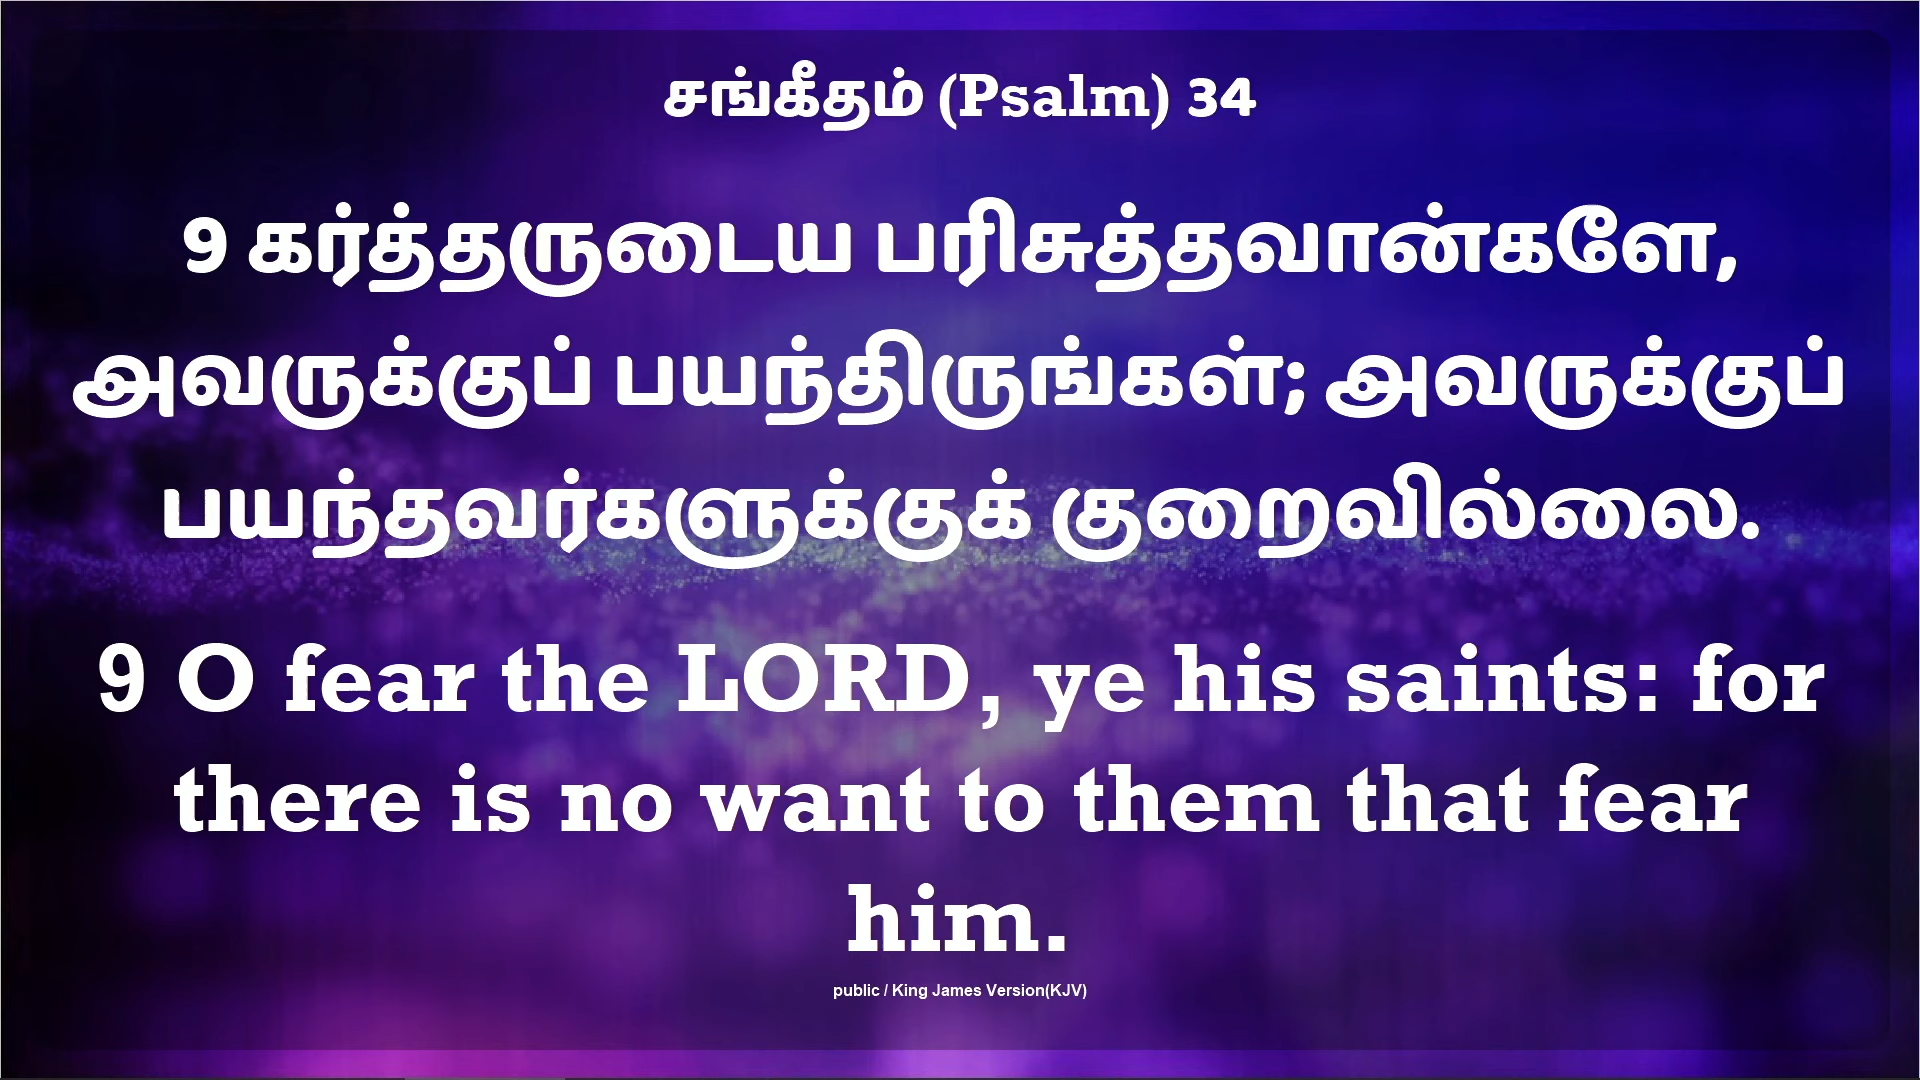 சங்கீதம் (Psalm) 34
9 கர்த்தருடைய பரிசுத்தவான்களே,
அவருக்குப் பயந்திருங்கள்; அவருக்குப்
பயந்தவர்களுக்குக் குறைவில்லை.
9 O fear the LORD, ye his saints: for
there is no want to them that fear
him.
public / King James Version(KJV)